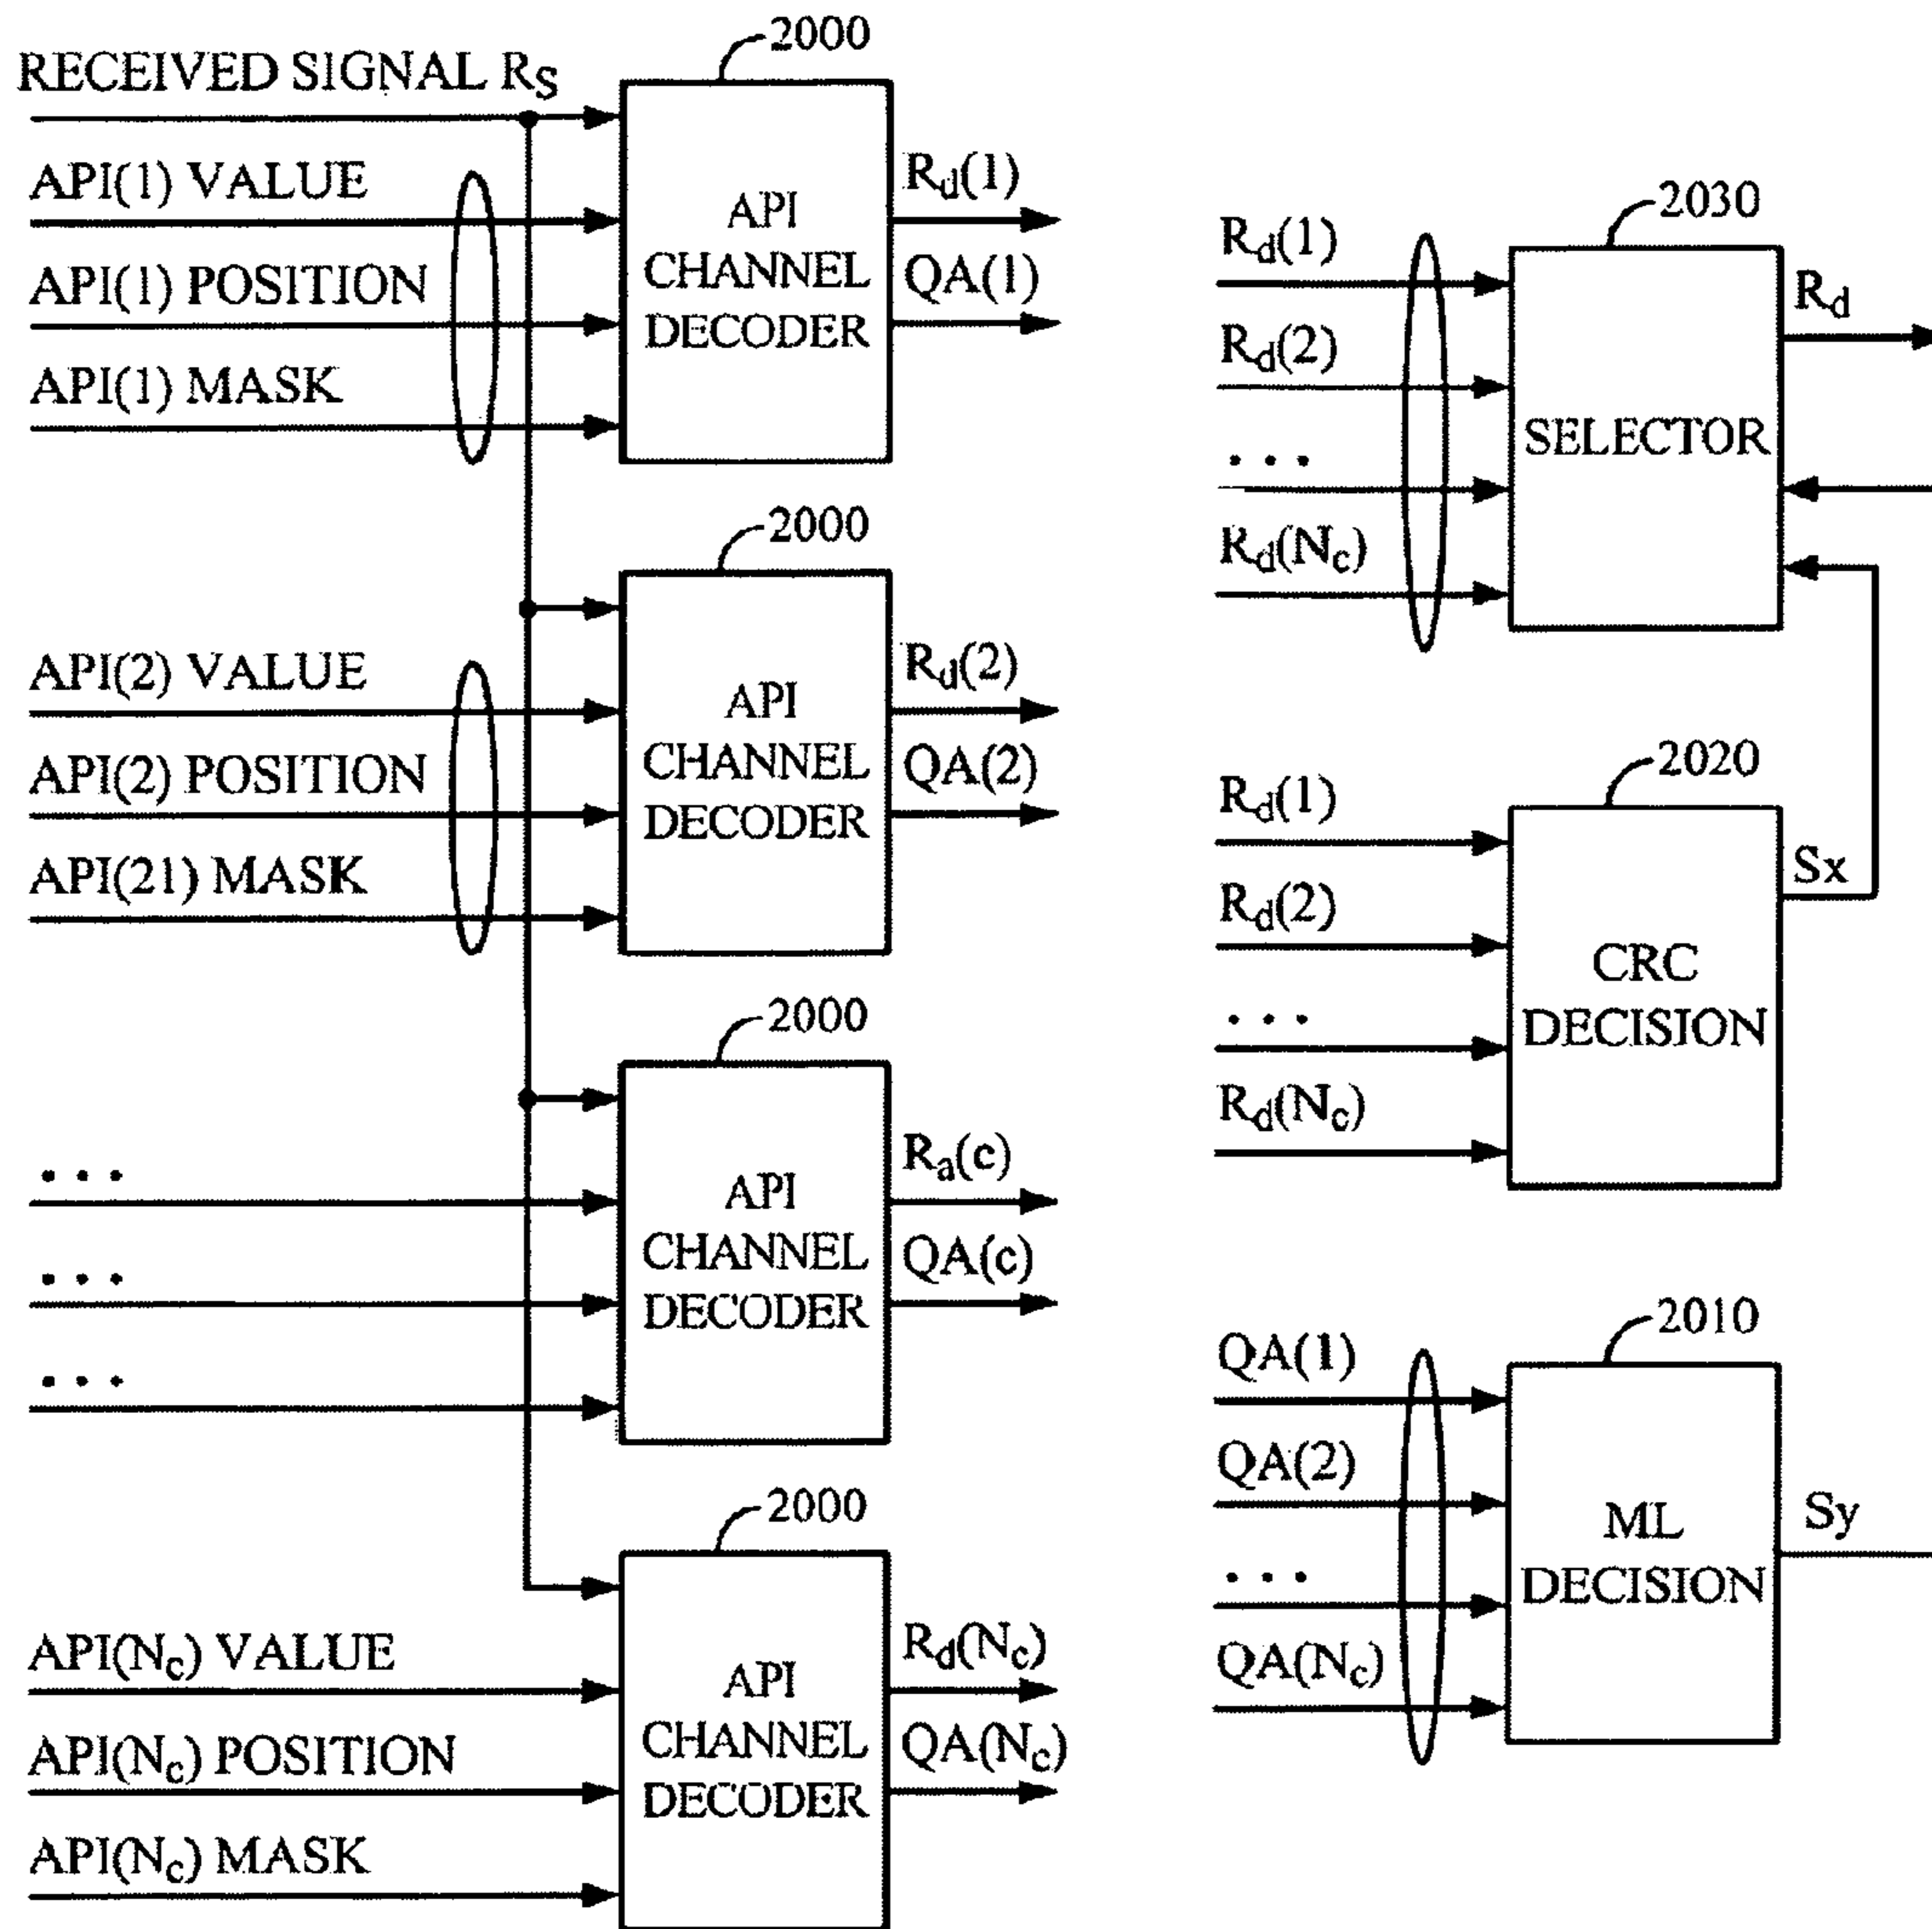 RECEIVED SIGNAL RS
API(1) VALUE
API(1) POSITION
API(1) MASK
2000
API
CHANNEL
DECODER
Rd(1)
QA(1)
API(2) VALUE
API(2) POSITION
API(21) MASK
2000
API
CHANNEL
DECODER
Rd(2)
QA(2)
. . .
. . .
. . .
2000
API
CHANNEL
DECODER
Ra(c)
QA(c)
API(Nc) VALUE
API(Nc) POSITION
API(Nc) MASK
2000
API
CHANNEL
DECODER
Rd(Nc)
QA(Nc)
Rd(1)
Rd(2)
. . .
Rd(Nc)
2030
SELECTOR
Rd
Rd(1)
Rd(2)
. . .
Rd(Nc)
2020
CRC
DECISION
Sx
QA(1)
QA(2)
. . .
QA(Nc)
2010
ML
DECISION
Sy